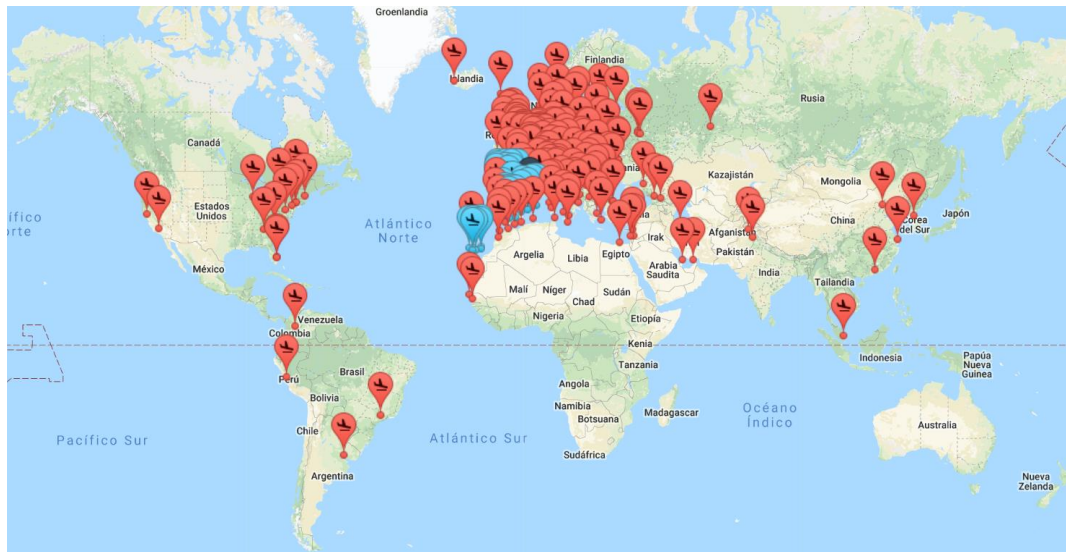 Groenlandia
Islandia
Finlandia
Rusia
Canadá
Kazajistán
Mongolia
Estados
Unidos
Atlántico
Norte
China
Corea
del Sur
Japón
Afganistán
Irak
Pakistán
Argelia
Libia
Egipto
México
Arabia
Saudita
India
Malí
Níger
Chad
Sudán
Tailandia
Venezuela
Colombia
Nigeria
Etiopía
Kenia
Indonesia
Papúa
Nueva
Guinea
Perú
Brasil
Tanzania
Bolivia
Angola
Namibia
Botsuana
Madagascar
Océano
Índico
Chile
Pacífico Sur
Atlántico Sur
Australia
Sudáfrica
Argentina
Nueva
Zelanda